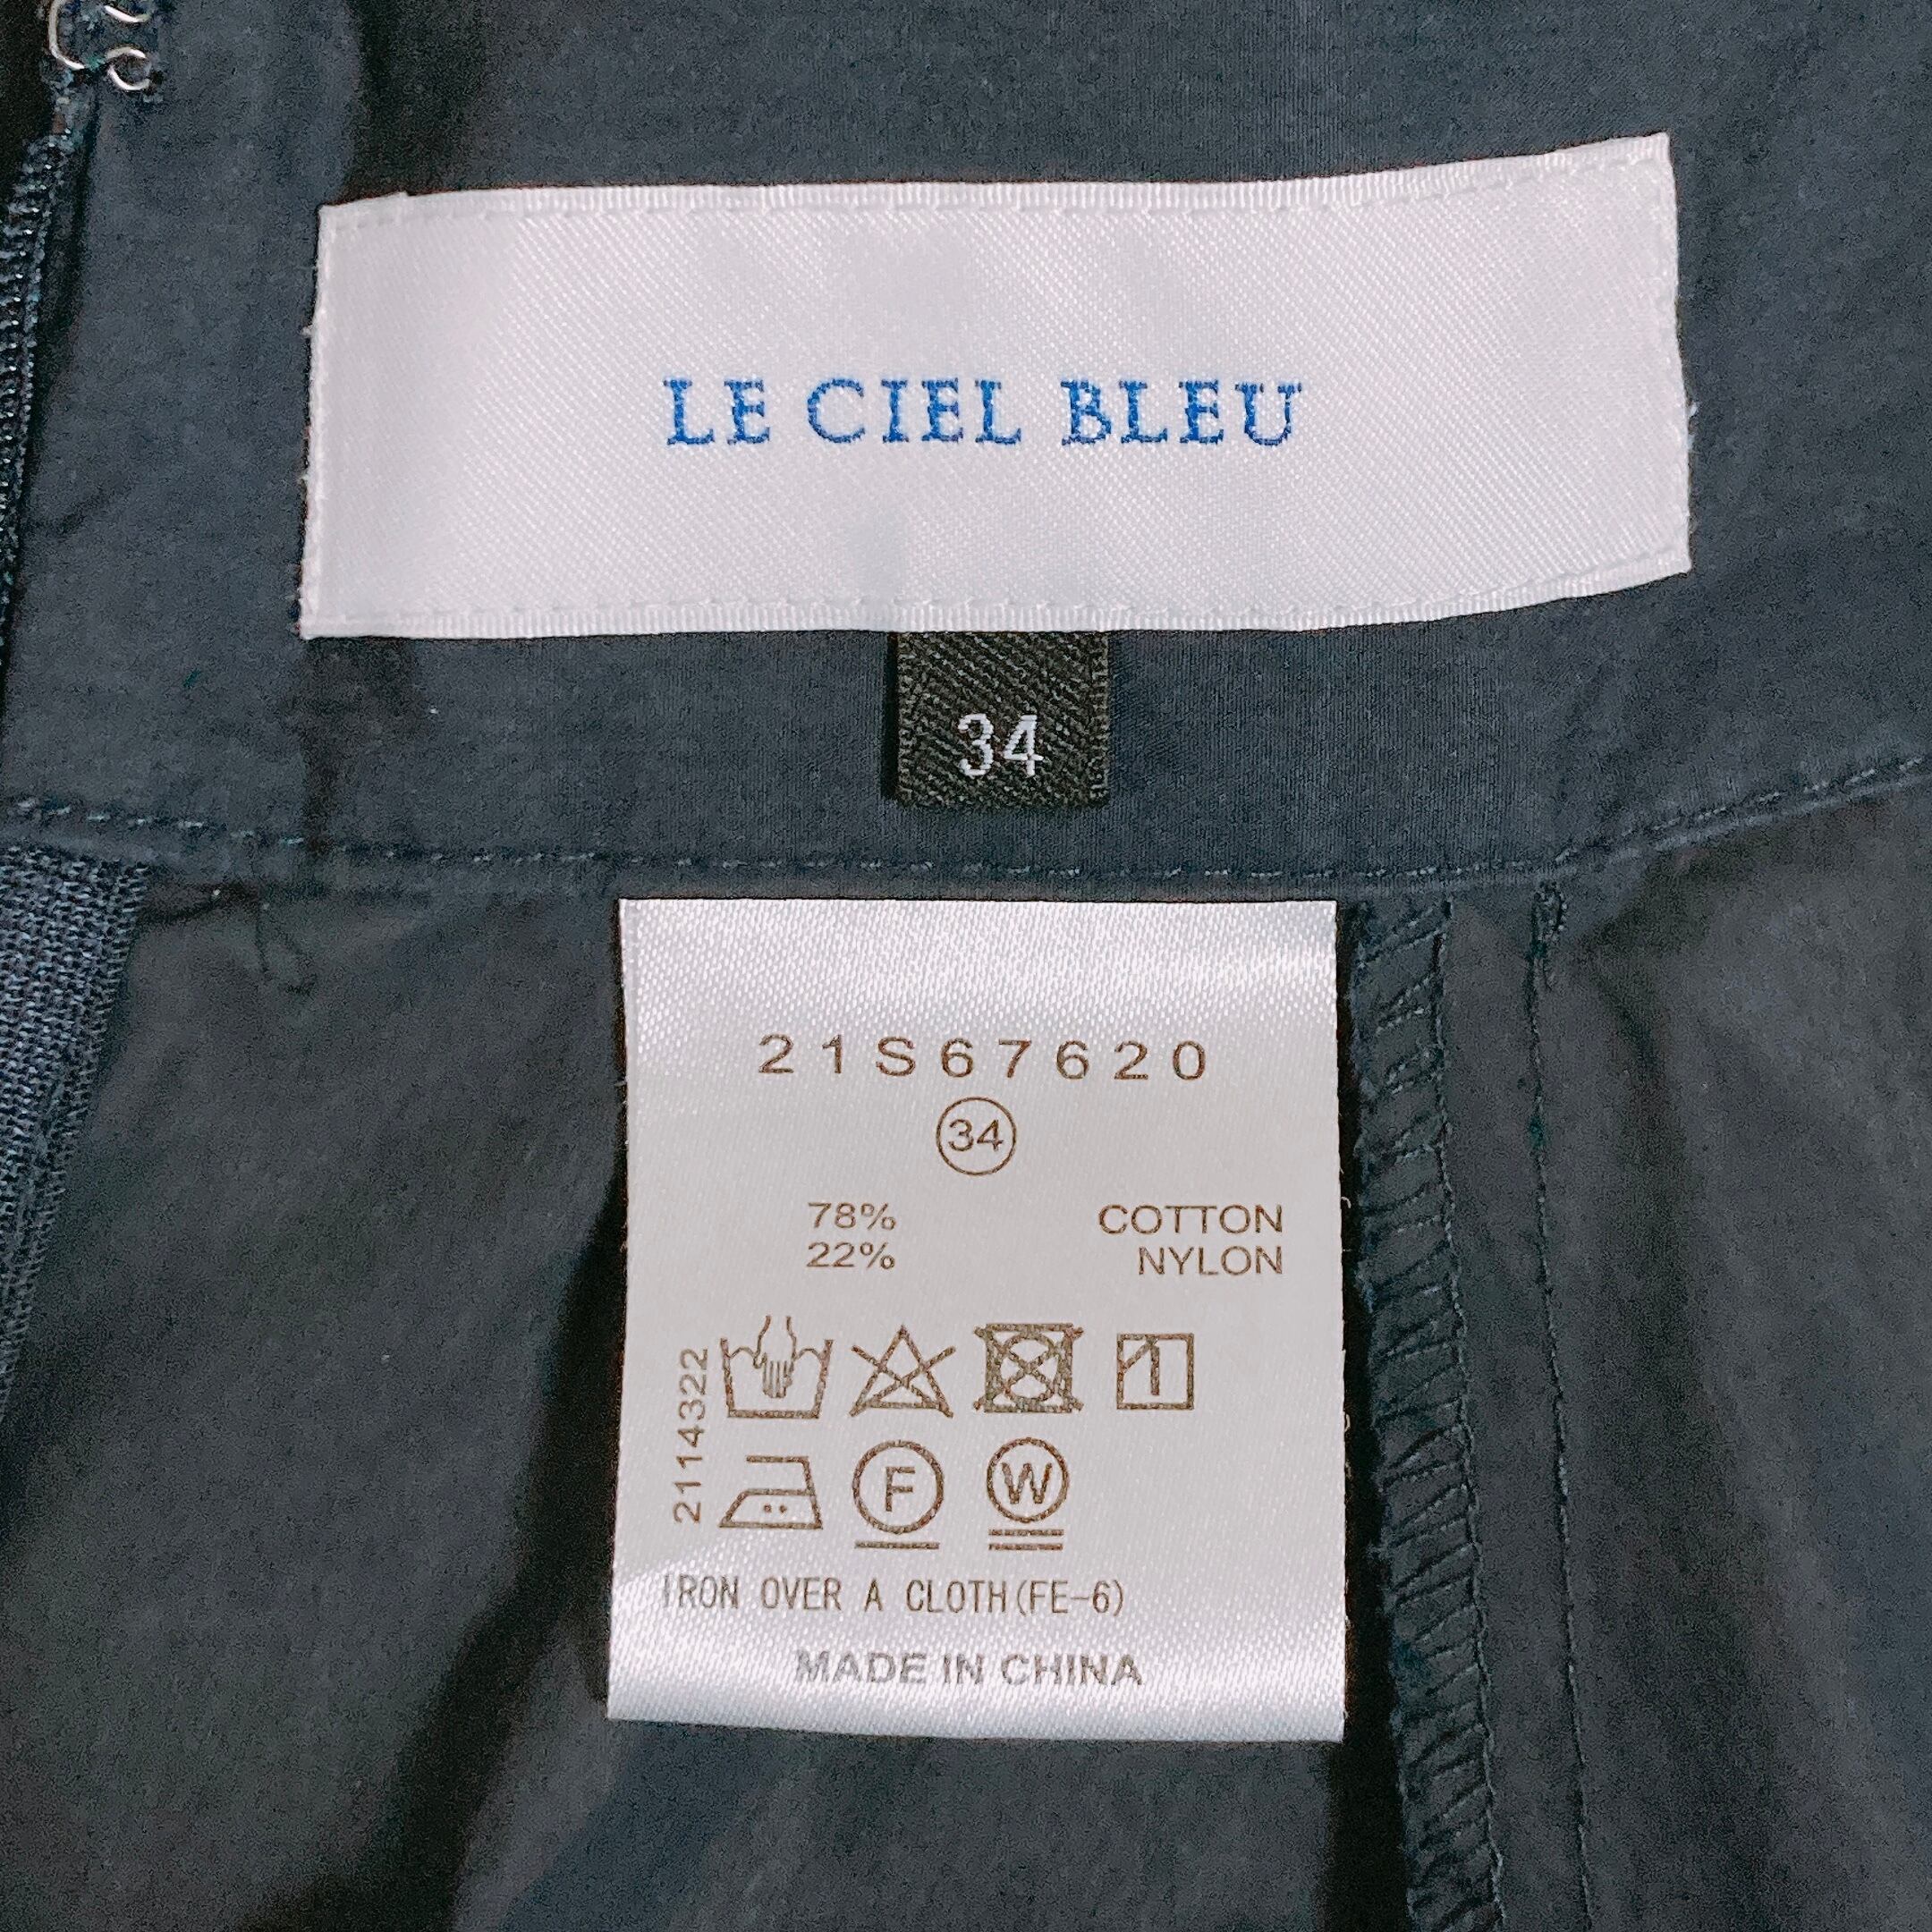 LE CIEL BLEU
34
21S67620
34
78% COTTON
22% NYLON
2114322
F W
IRON OVER A CLOTH(FE-6)
MADE IN CHINA